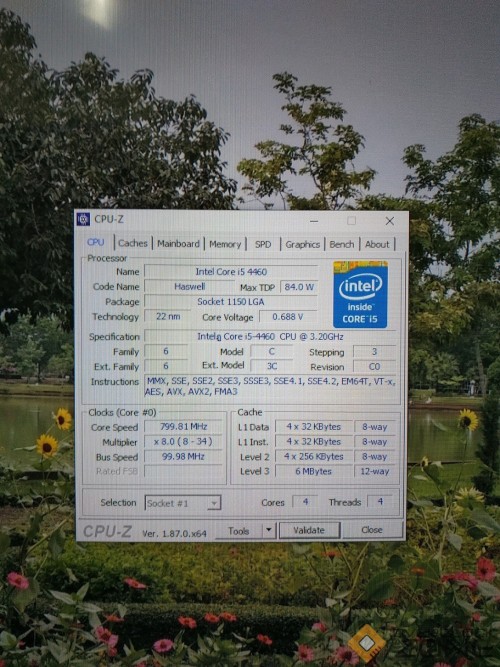 CPU-Z
CPU Caches Mainboard Memory SPD Graphics Bench About
Processor
Name Intel Core i5 4460
Code Name Haswell Max TDP 84.0 W
Package Socket 1150 LGA
Technology 22 nm Core Voltage 0.688 V
intel
inside™
CORE i5
Specification Intel® Core i5-4460 CPU @ 3.20GHz
Family 6 Model C Stepping 3
Ext. Family 6 Ext. Model 3C Revision C0
Instructions MMX, SSE, SSE2, SSE3, SSSE3, SSE4.1, SSE4.2, EM64T, VT-x,
AES, AVX, AVX2, FMA3
Clocks (Core #0)
Core Speed 799.81 MHz
Multiplier x 8.0 ( 8 - 34 )
Bus Speed 99.98 MHz
Rated FSB
Cache
L1 Data 4 x 32 KBytes 8-way
L1 Inst. 4 x 32 KBytes 8-way
Level 2 4 x 256 KBytes 8-way
Level 3 6 MBytes 12-way
Selection Socket #1 Cores 4 Threads 4
CPU-Z Ver. 1.87.0.x64 Tools Validate Close